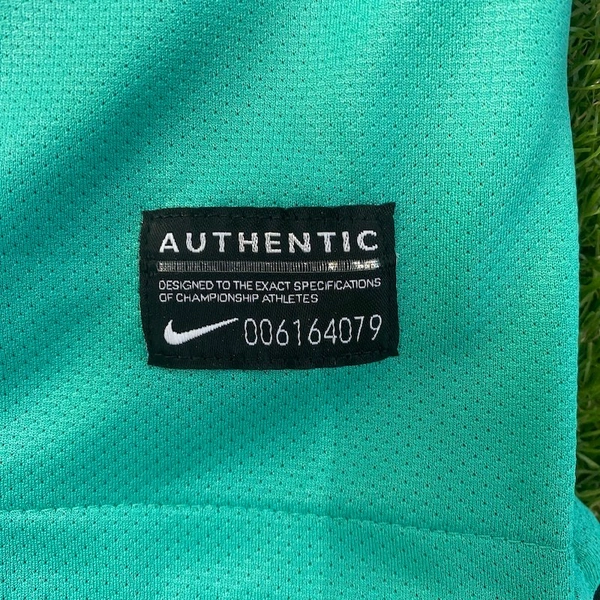 AUTHENTIC
DESIGNED TO THE EXACT SPECIFICATIONS
OF CHAMPIONSHIP ATHLETES
006164079